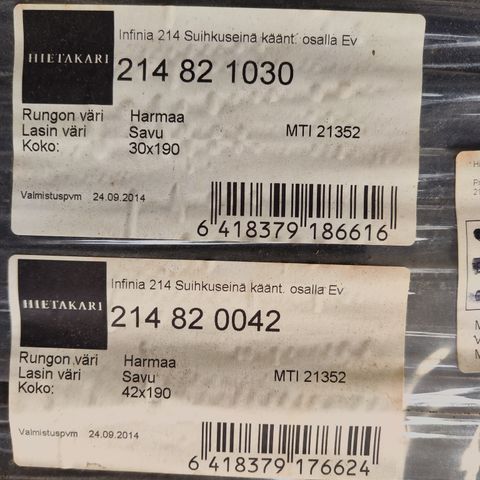 HIETAKARI
Infinia 214 Suihkuseinä käänt. osalla Ev
214 82 1030
Rungon väri Harmaa
Lasin väri Savu MTI 21352
Koko: 30x190
Valmistuspvm 24.09.2014
6 418379 186616
HIETAKARI
Infinia 214 Suihkuseinä käänt. osalla Ev
214 82 0042
Rungon väri Harmaa
Lasin väri Savu MTI 21352
Koko: 42x190
Valmistuspvm 24.09.2014
6 418379 176624